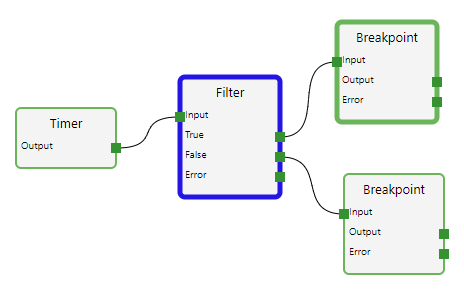 Timer
Output
Filter
Input
True
False
Error
Breakpoint
Input
Output
Error
Breakpoint
Input
Output
Error